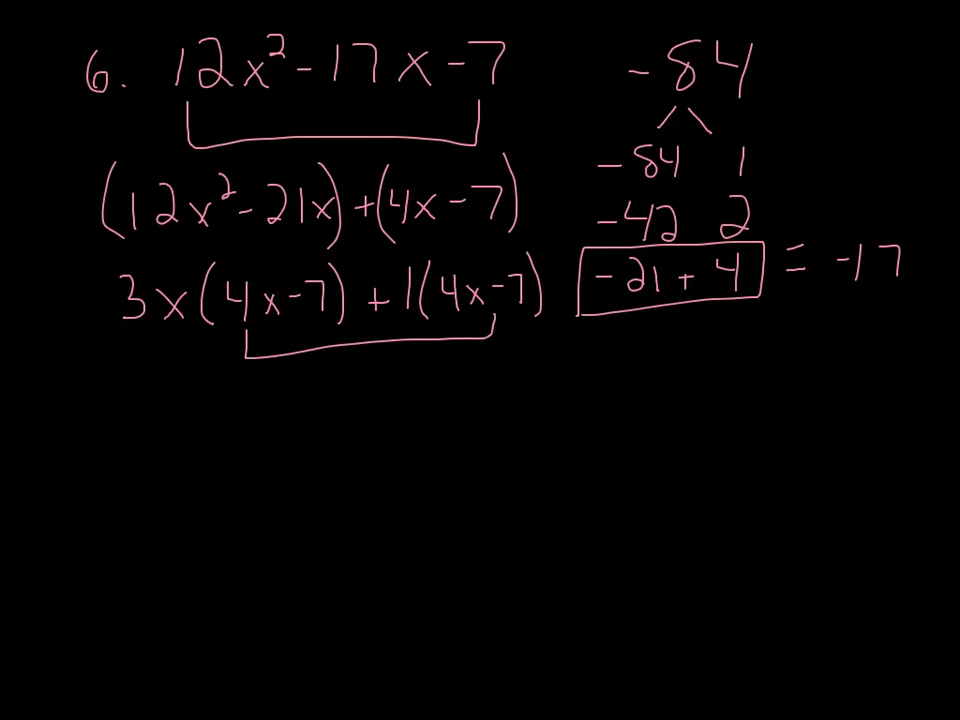 6. 12x² - 17x - 7
(12x² - 21x) + (4x - 7)
3x(4x - 7) + 1(4x - 7)
- 84
- 84 1
- 42 2
- 21 + 4 = -17